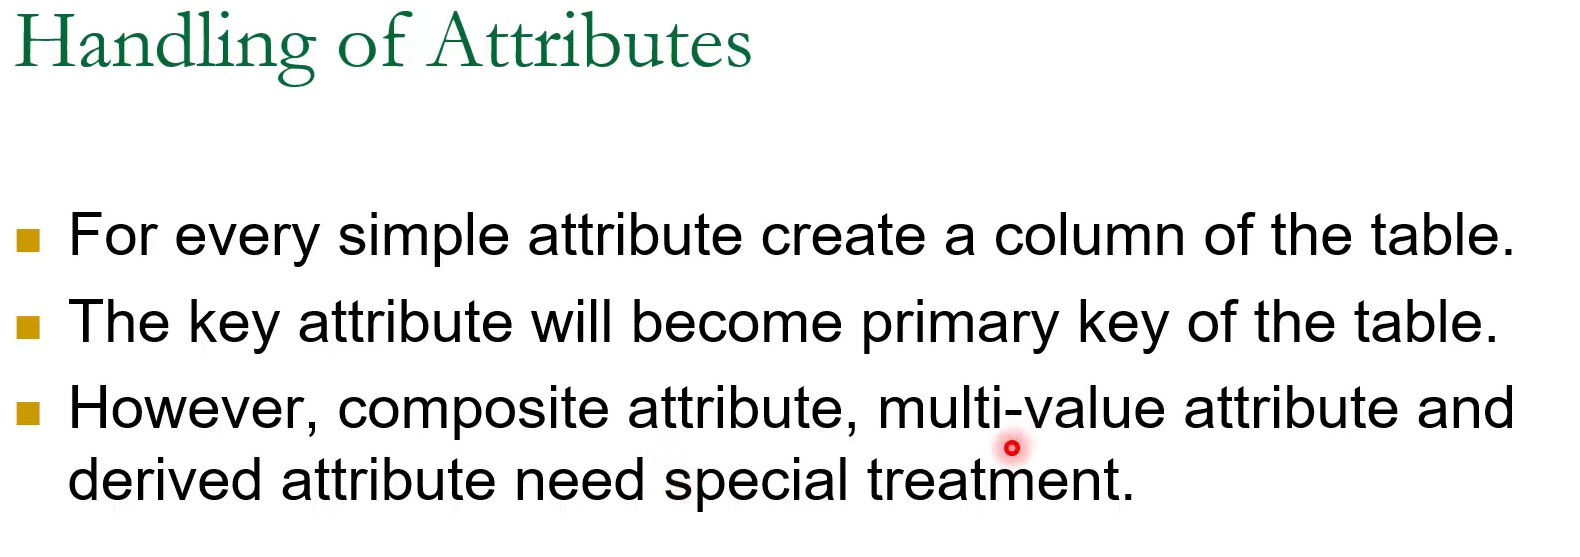 Handling of Attributes
For every simple attribute create a column of the table.
The key attribute will become primary key of the table.
However, composite attribute, multi-value attribute and
derived attribute need special treatment.